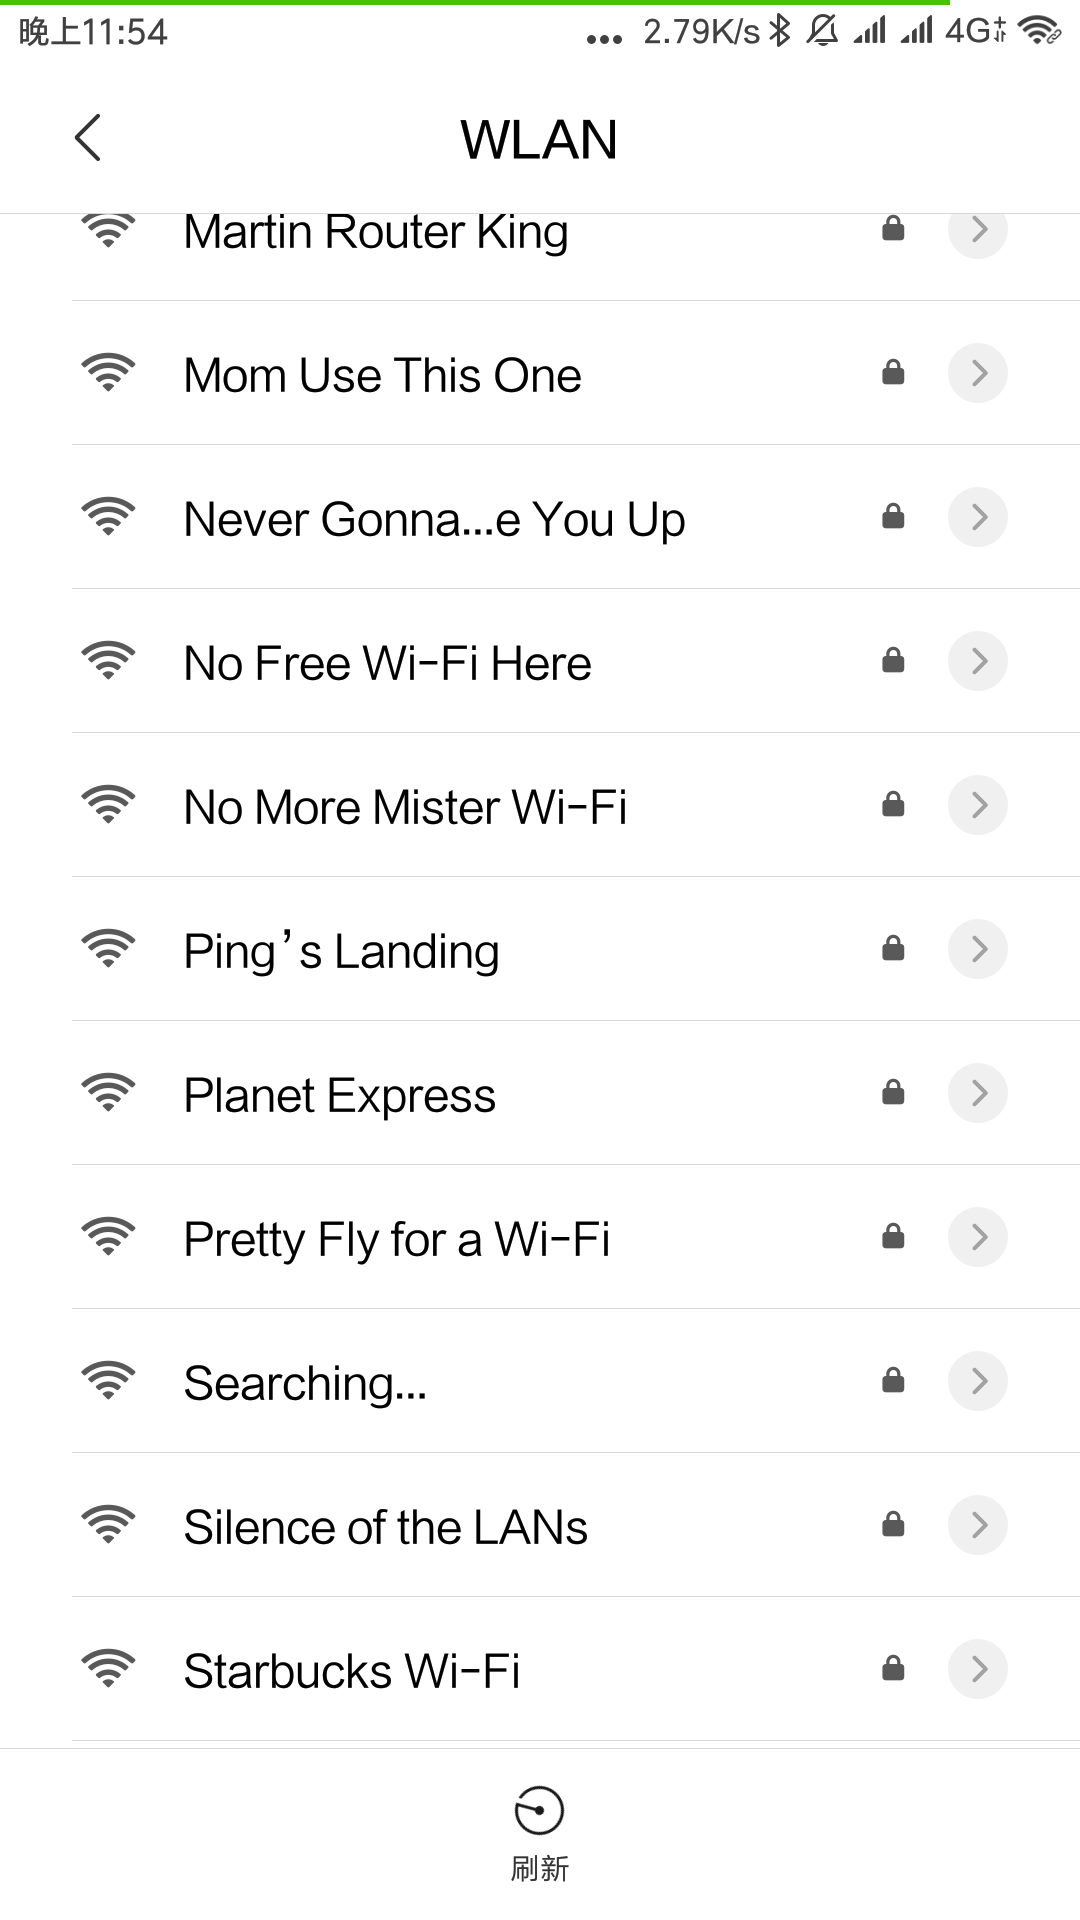 晚上11:54
... 2.79K/s 4G
WLAN
Martin Router King
Mom Use This One
Never Gonna...e You Up
No Free Wi-Fi Here
No More Mister Wi-Fi
Ping's Landing
Planet Express
Pretty Fly for a Wi-Fi
Searching...
Silence of the LANs
Starbucks Wi-Fi
刷新